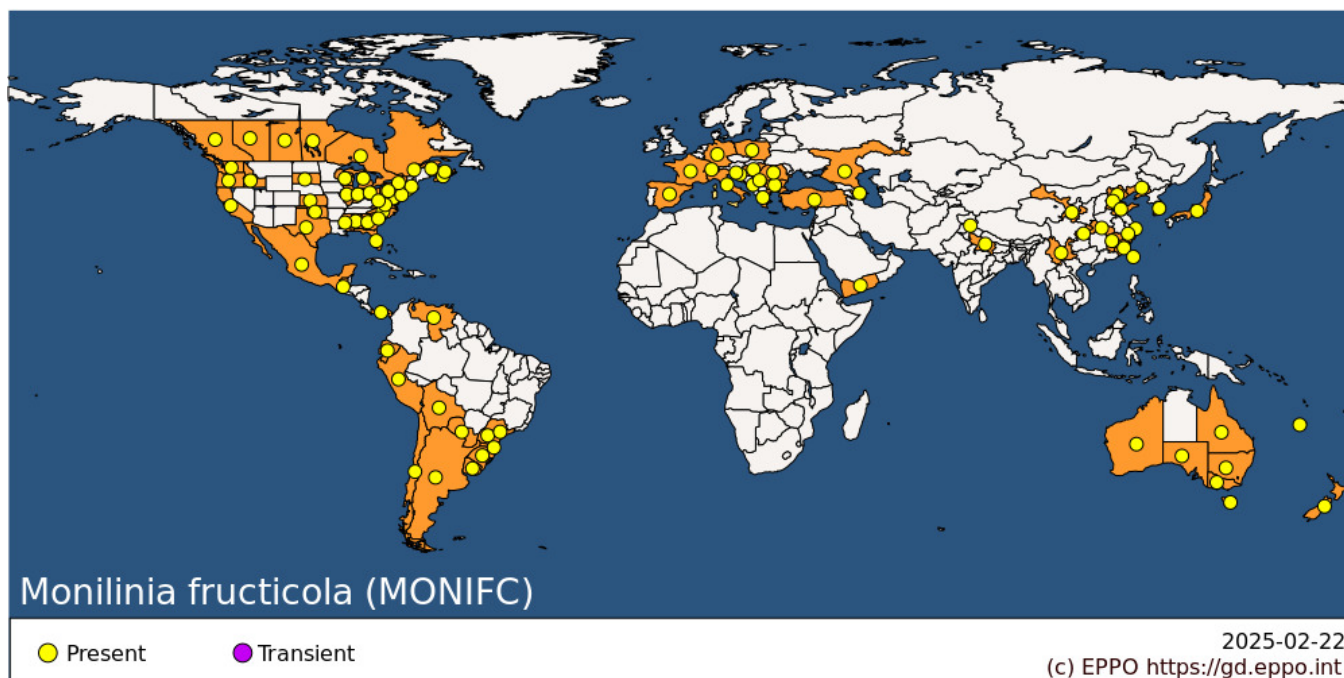 Monilinia fructicola (MONIFC)
Present
Transient
2025-02-22
(c) EPPO https://gd.eppo.int